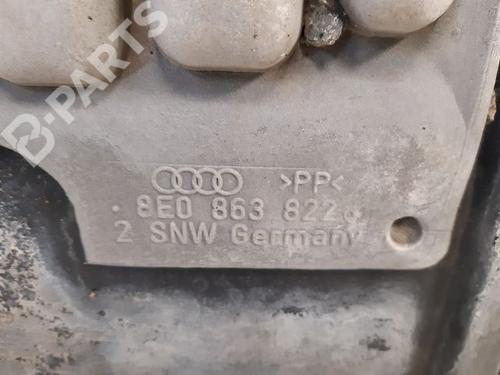 B-PARTS
>PP<
8E0 863 822
2 SNW Germany